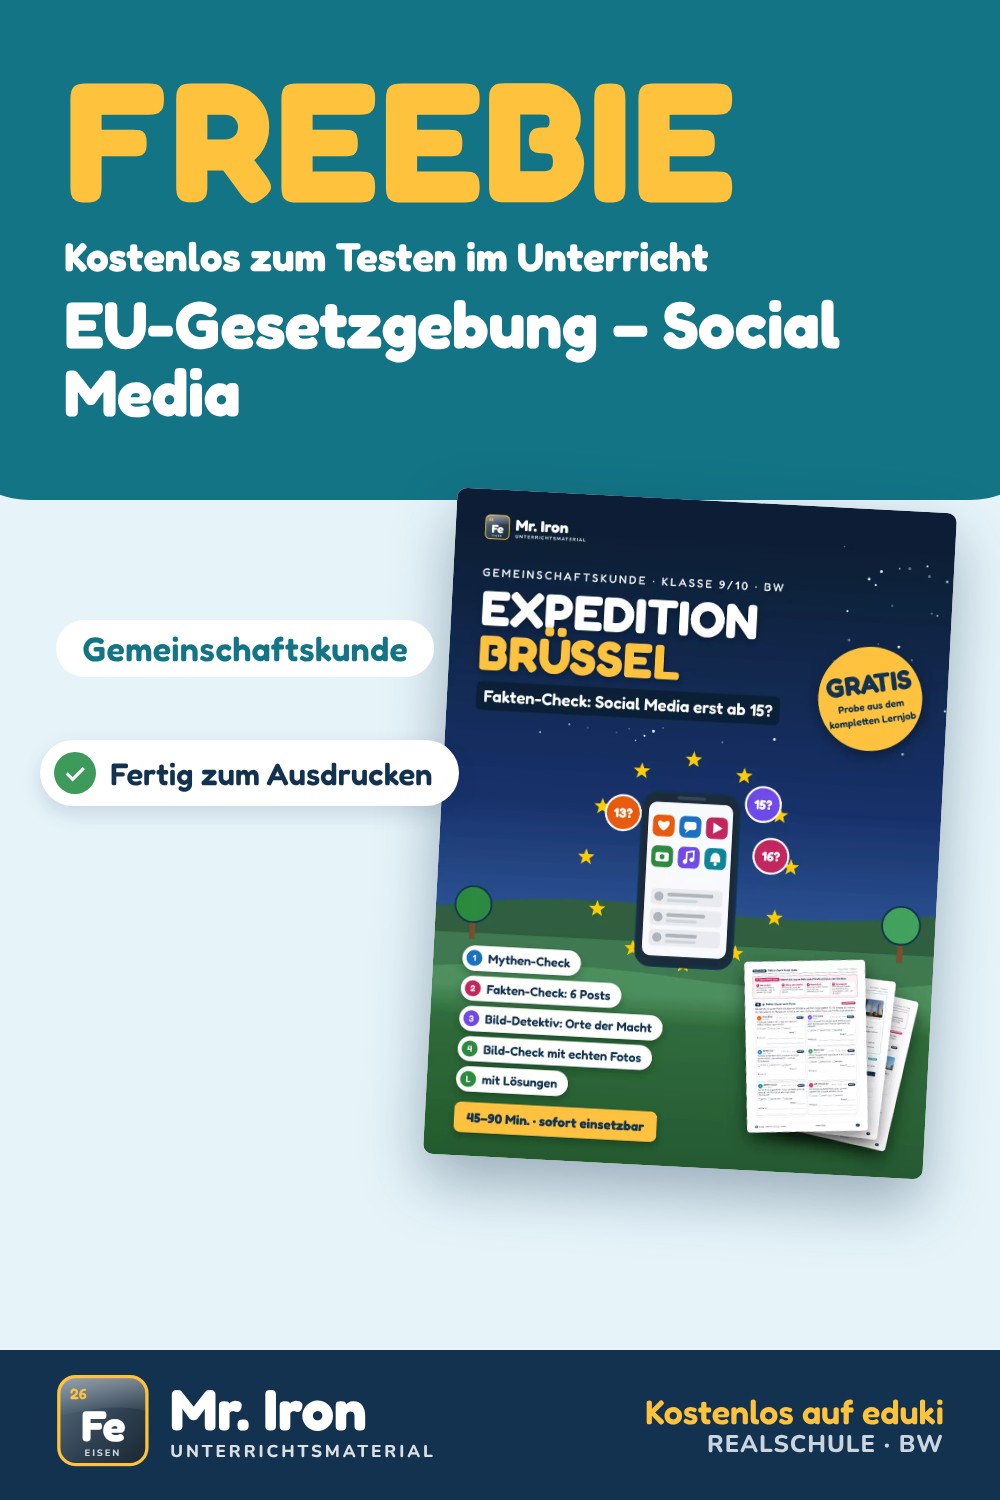 FREEBIE
Kostenlos zum Testen im Unterricht
EU-Gesetzgebung – Social
Media
Gemeinschaftskunde
Fertig zum Ausdrucken
Fe
Mr. Iron
UNTERRICHTSMATERIAL
GEMEINSCHAFTSKUNDE · KLASSE 9/10 · BW
EXPEDITION
BRÜSSEL
Fakten-Check: Social Media erst ab 15?
GRATIS
Probe aus dem
kompletten Lernjob
13?
15?
16?
1 Mythen-Check
2 Fakten-Check: 6 Posts
3 Bild-Detektiv: Orte der Macht
4 Bild-Check mit echten Fotos
L mit Lösungen
45–90 Min. · sofort einsetzbar
26
Fe
EISEN
Mr. Iron
UNTERRICHTSMATERIAL
Kostenlos auf eduki
REALSCHULE · BW